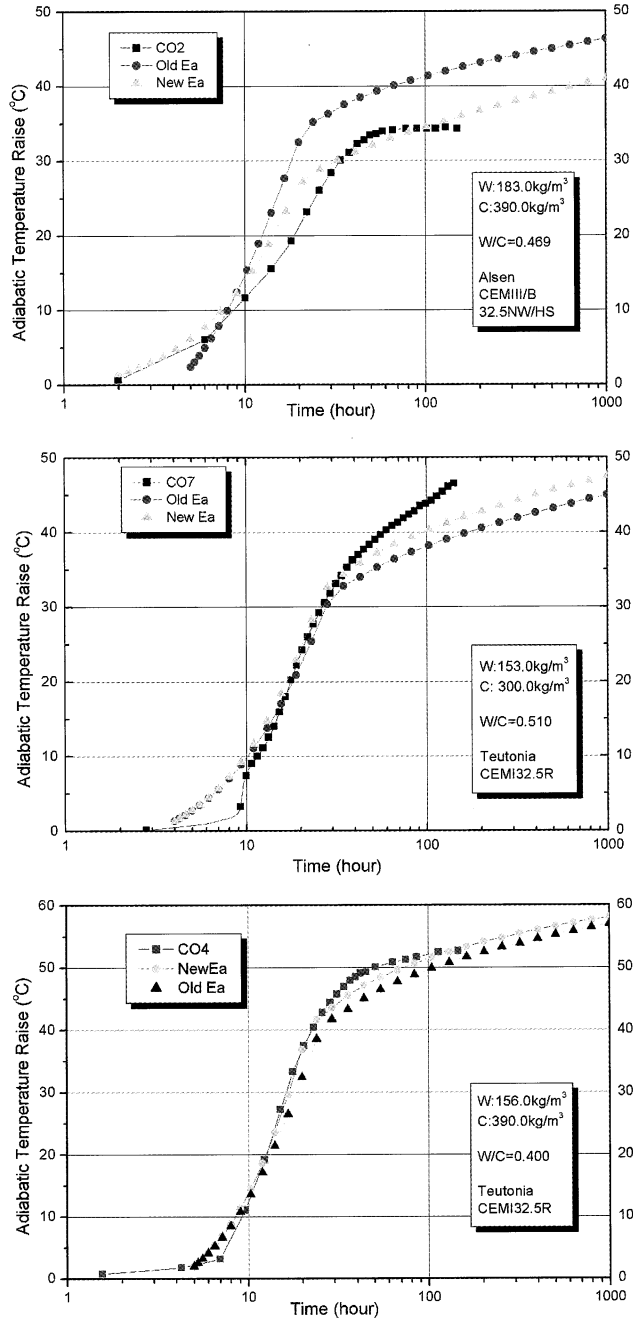 50
50
CO2
Old Ea
New Ea
40
40
30
30
20
20
10
10
0
0
Adiabatic Temperature Raise (°C)
W:183.0kg/m³
C:390.0kg/m³
W/C=0.469
Alsen
CEMIII/B
32.5NW/HS
1
10
100
1000
Time (hour)
50
50
CO7
Old Ea
New Ea
40
40
30
30
20
20
10
10
0
0
Adiabatic Temperature Raise (°C)
W:153.0kg/m³
C: 300.0kg/m³
W/C=0.510
Teutonia
CEMI32.5R
1
10
100
1000
Time (hour)
60
60
CO4
NewEa
Old Ea
50
50
40
40
30
30
20
20
10
10
0
0
Adiabatic Temperature Raise (°C)
W:156.0kg/m³
C:390.0kg/m³
W/C=0.400
Teutonia
CEMI32.5R
1
10
100
1000
Time (hour)